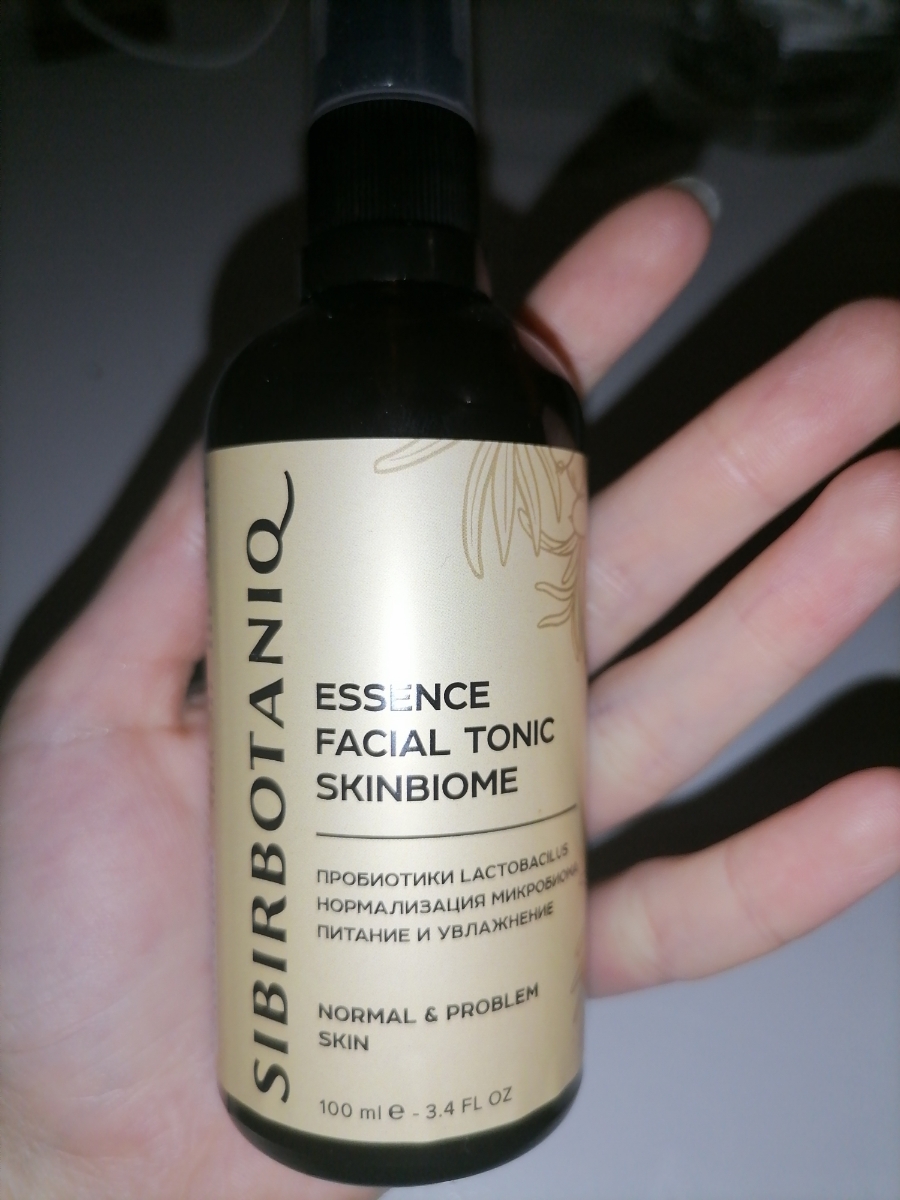 SIBIRBOTANIQ
ESSENCE
FACIAL TONIC
SKINBIOME
ПРОБИОТИКИ LACTOBACILUS
НОРМАЛИЗАЦИЯ МИКРОБИОМА
ПИТАНИЕ И УВЛАЖНЕНИЕ
NORMAL & PROBLEM
SKIN
100 ml e - 3.4 FL OZ